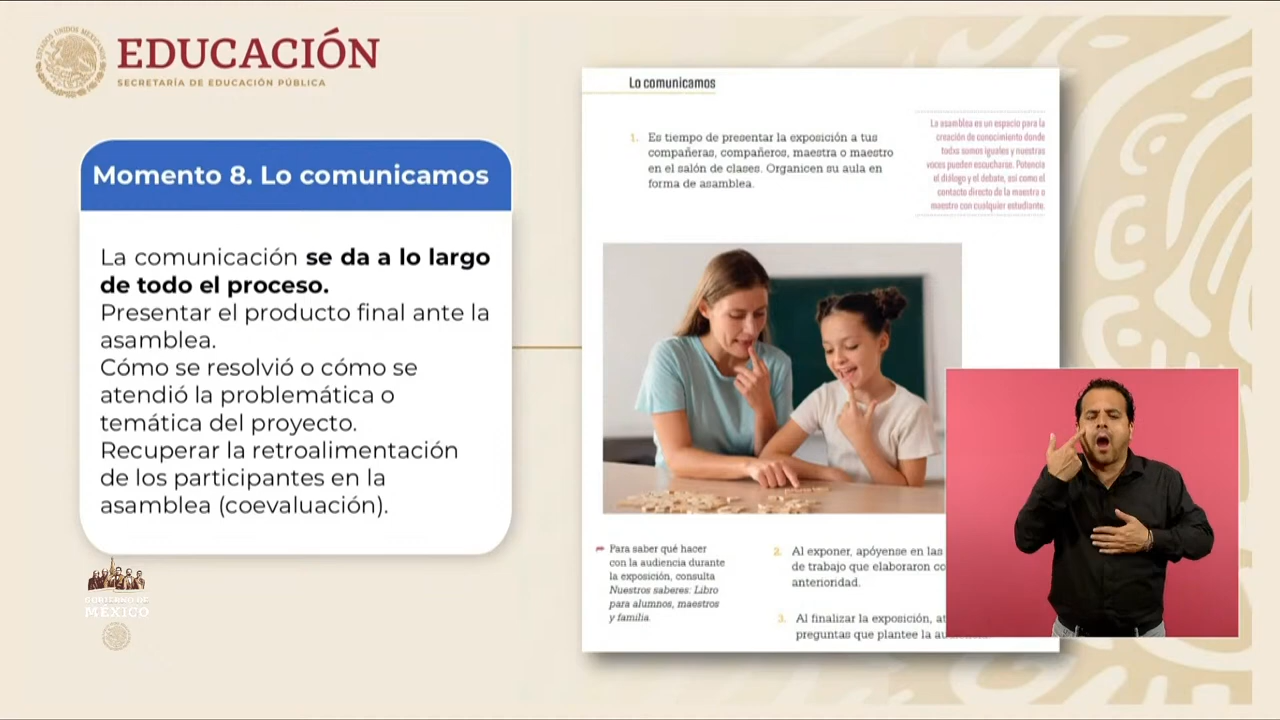 EDUCACIÓN
SECRETARÍA DE EDUCACIÓN PÚBLICA
Momento 8. Lo comunicamos
La comunicación se da a lo largo
de todo el proceso.
Presentar el producto final ante la
asamblea.
Cómo se resolvió o cómo se
atendió la problemática o
temática del proyecto.
Recuperar la retroalimentación
de los participantes en la
asamblea (coevaluación).
GOBIERNO DE
MÉXICO
Lo comunicamos
1. Es tiempo de presentar la exposición a tus
compañeras, compañeros, maestra o maestro
en el salón de clases. Organicen su aula en
forma de asamblea.
La asamblea es un espacio para la
creación de conocimiento donde
todxs somos iguales y nuestras
voces pueden escucharse. Potencia
el diálogo y el debate, así como el
contacto directo de la maestra o
maestro con cualquier estudiante.
Para saber qué hacer
con la audiencia durante
la exposición, consulta
Nuestros saberes: Libro
para alumnos, maestros
y familia.
2. Al exponer, apóyense en las
de trabajo que elaboraron co
anterioridad.
3. Al finalizar la exposición, at
preguntas que plantee la au